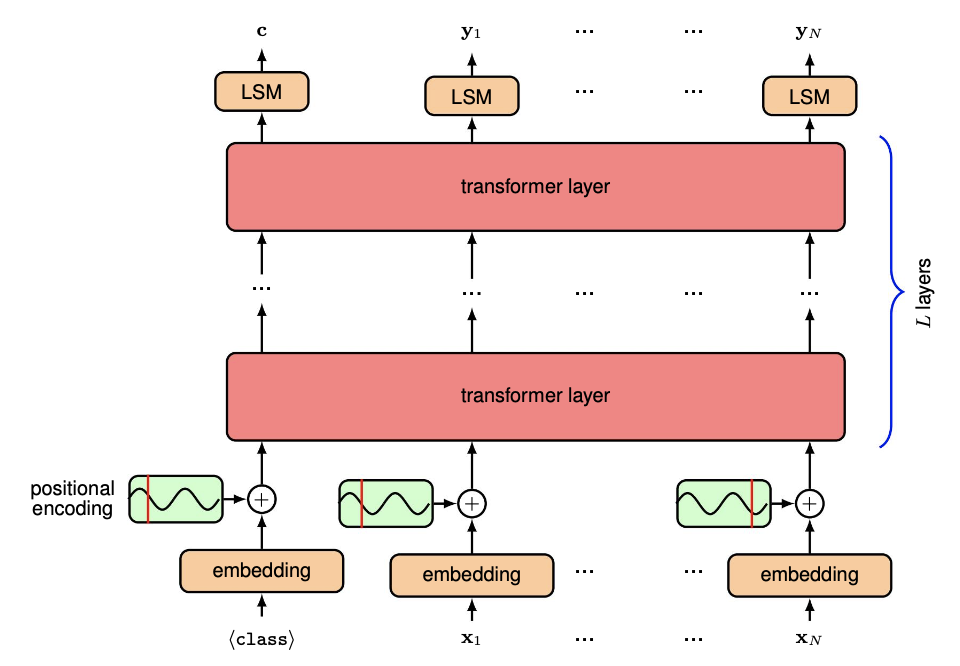 c y₁ ... ... y_N
LSM LSM ... ... LSM
transformer layer
... ... ... ... ...
L layers
transformer layer
positional
encoding
+ + +
embedding embedding ... ... embedding
⟨class⟩ x₁ ... ... x_N